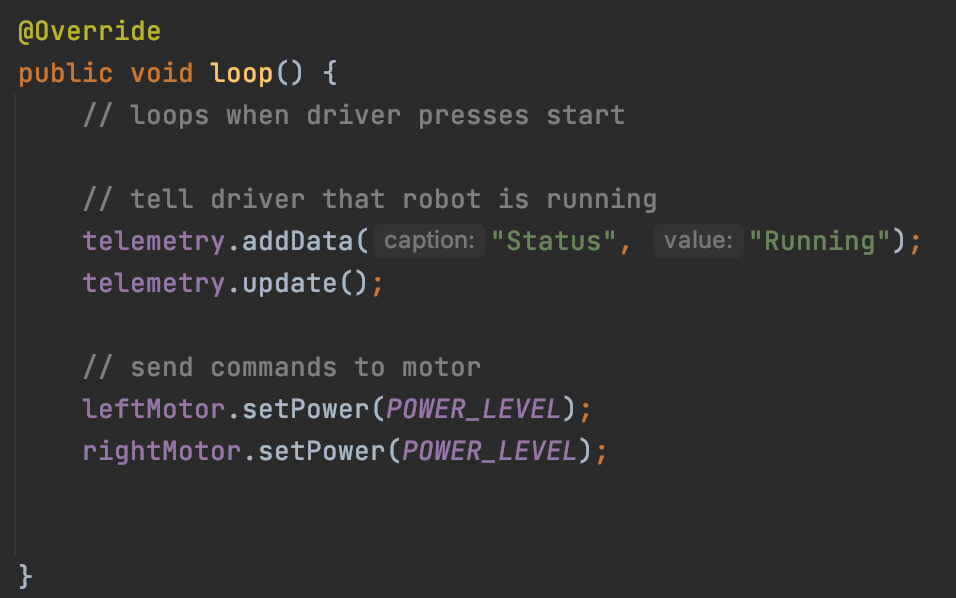 @Override
public void loop() {
    // loops when driver presses start
    // tell driver that robot is running
    telemetry.addData( caption: "Status", value: "Running");
    telemetry.update();
    // send commands to motor
    leftMotor.setPower(POWER_LEVEL);
    rightMotor.setPower(POWER_LEVEL);
}